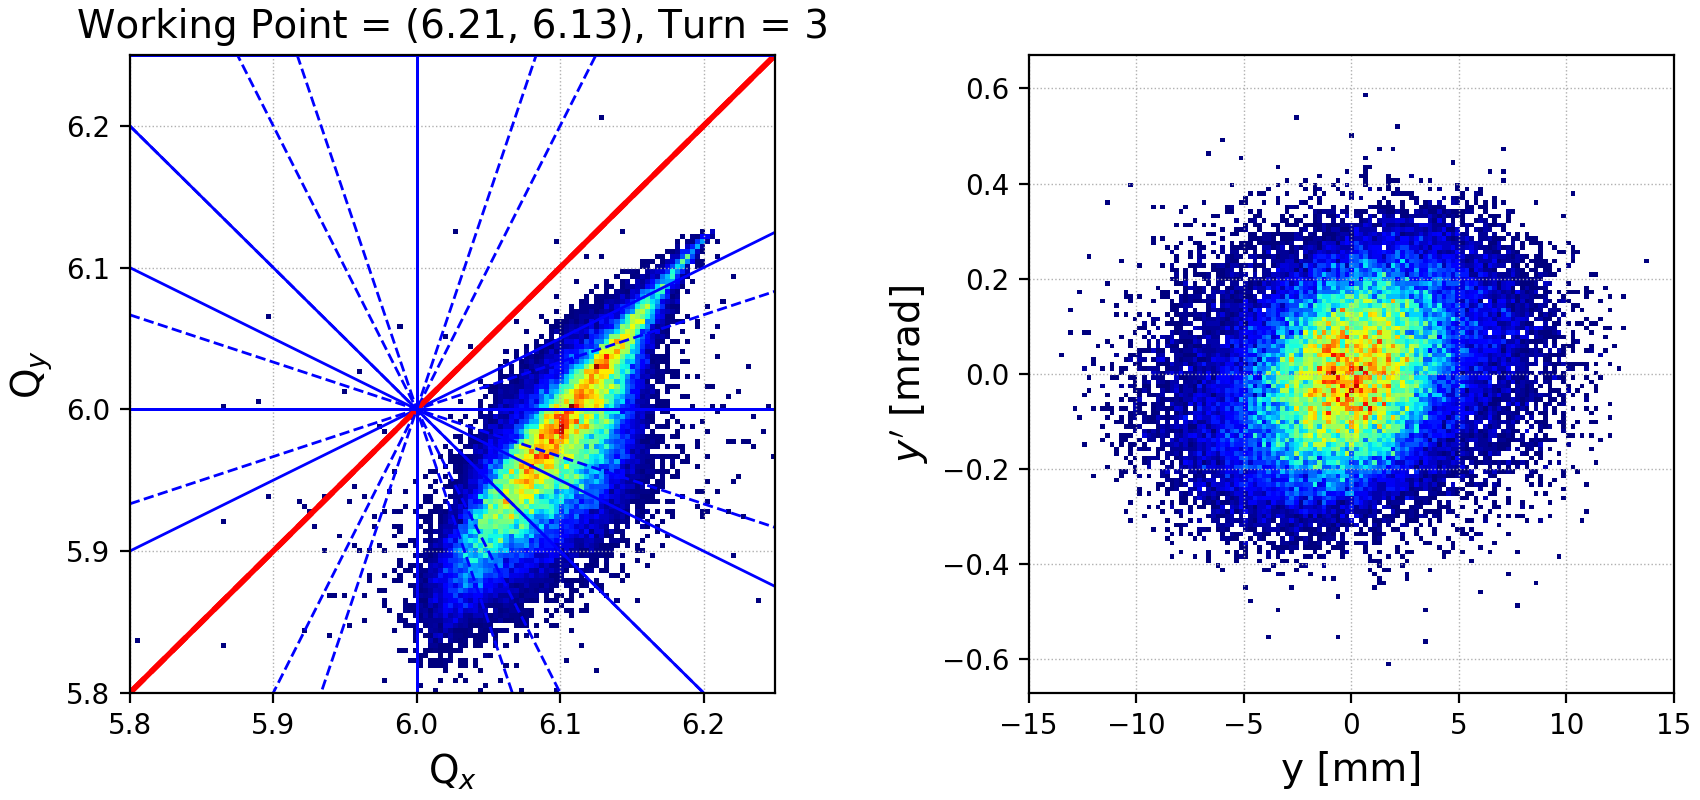 Working Point = (6.21, 6.13), Turn = 3
6.2
6.1
6.0
5.9
5.8
Qy
5.8 5.9 6.0 6.1 6.2
Qx
0.6
0.4
0.2
0.0
−0.2
−0.4
−0.6
y′ [mrad]
−15 −10 −5 0 5 10 15
y [mm]